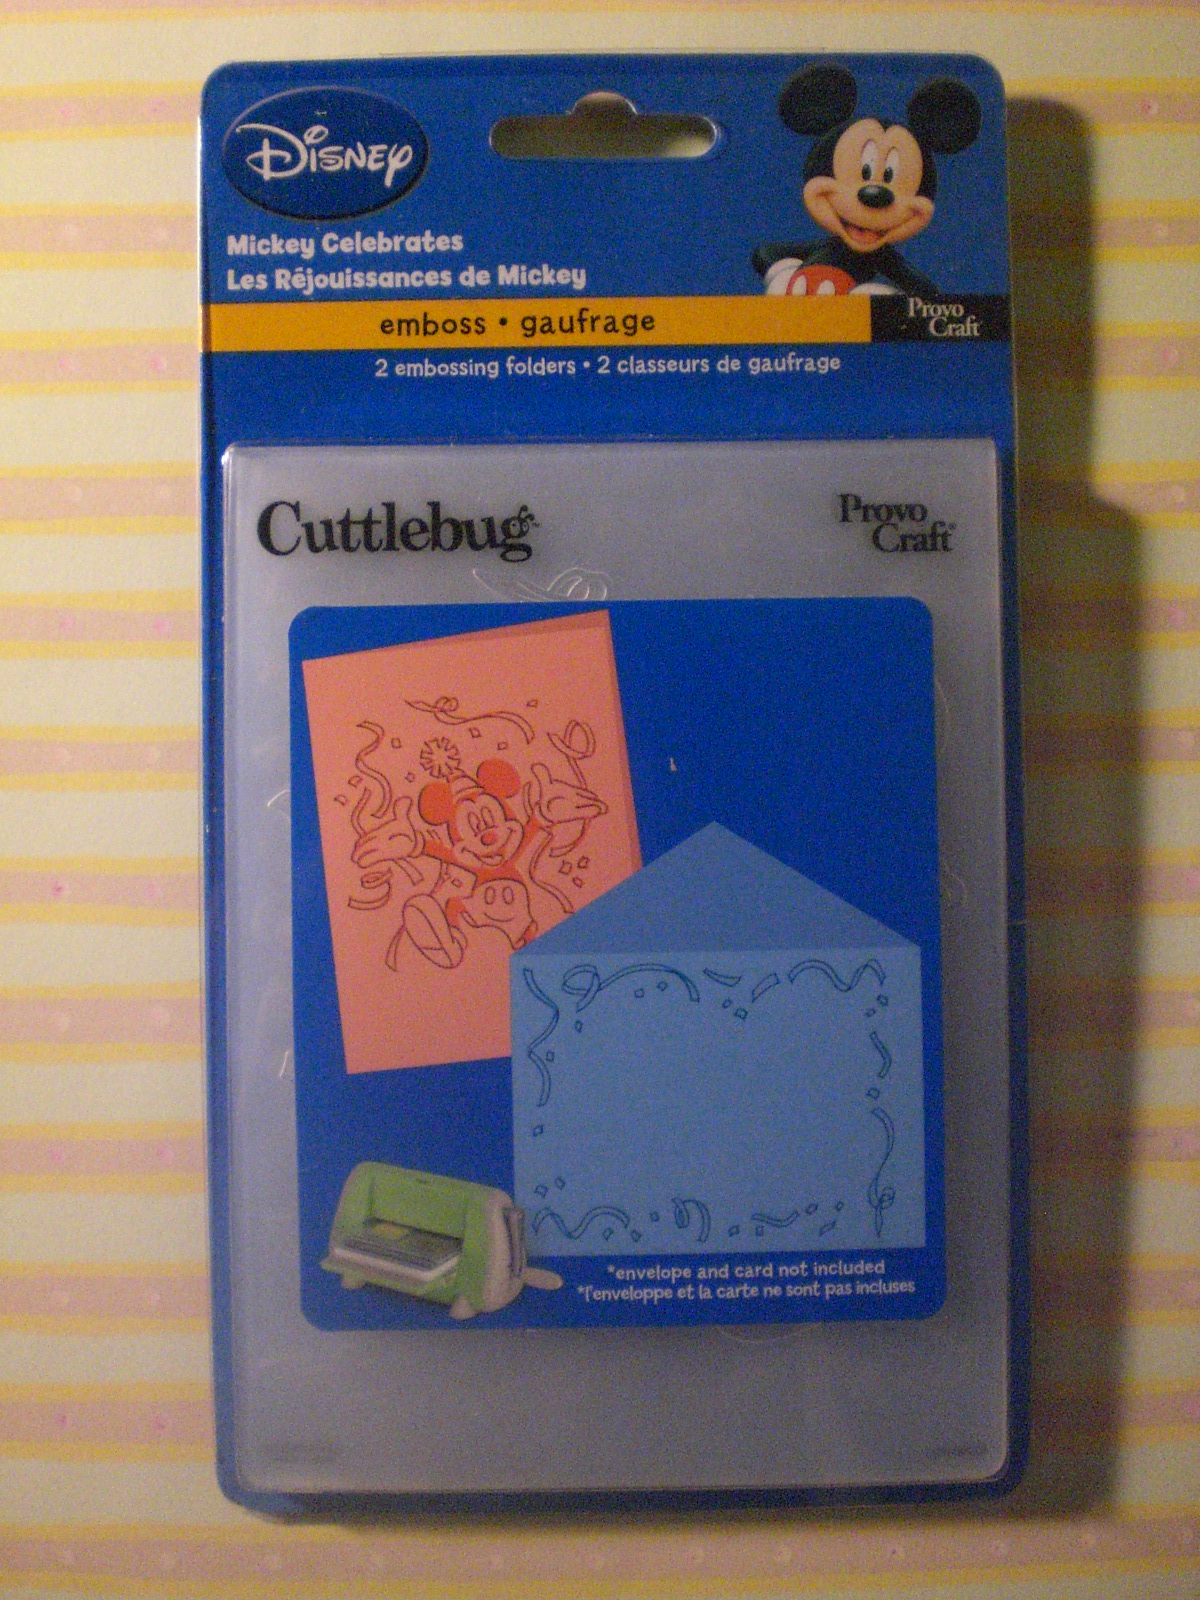 Disney
Mickey Celebrates
Les Réjouissances de Mickey
emboss • gaufrage
Provo
Craft
2 embossing folders • 2 classeurs de gaufrage
Cuttlebug™
Provo
Craft®
*envelope and card not included
*l'enveloppe et la carte ne sont pas incluses